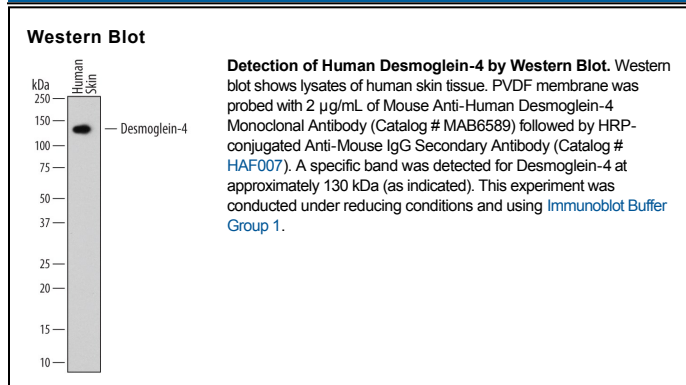 Western Blot
Human
Skin
kDa
250
150
100
75
50
37
25
20
15
10
Desmoglein-4
Detection of Human Desmoglein-4 by Western Blot. Western
blot shows lysates of human skin tissue. PVDF membrane was
probed with 2 µg/mL of Mouse Anti-Human Desmoglein-4
Monoclonal Antibody (Catalog # MAB6589) followed by HRP-
conjugated Anti-Mouse IgG Secondary Antibody (Catalog #
HAF007). A specific band was detected for Desmoglein-4 at
approximately 130 kDa (as indicated). This experiment was
conducted under reducing conditions and using Immunoblot Buffer
Group 1.